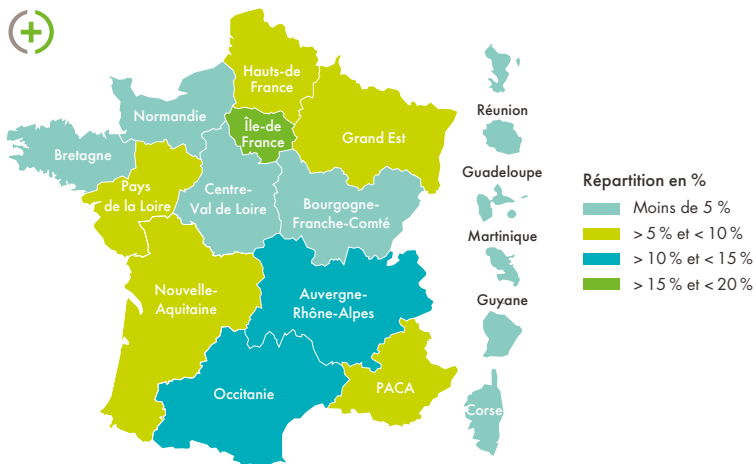 Hauts-de
France
Normandie
Île-de
France
Grand Est
Bretagne
Pays
de la Loire
Centre-
Val de Loire
Bourgogne-
Franche-Comté
Nouvelle-
Aquitaine
Auvergne-
Rhône-Alpes
Occitanie
PACA
Réunion
Guadeloupe
Martinique
Guyane
Corse
Répartition en %
Moins de 5 %
> 5 % et < 10 %
> 10 % et < 15 %
> 15 % et < 20 %